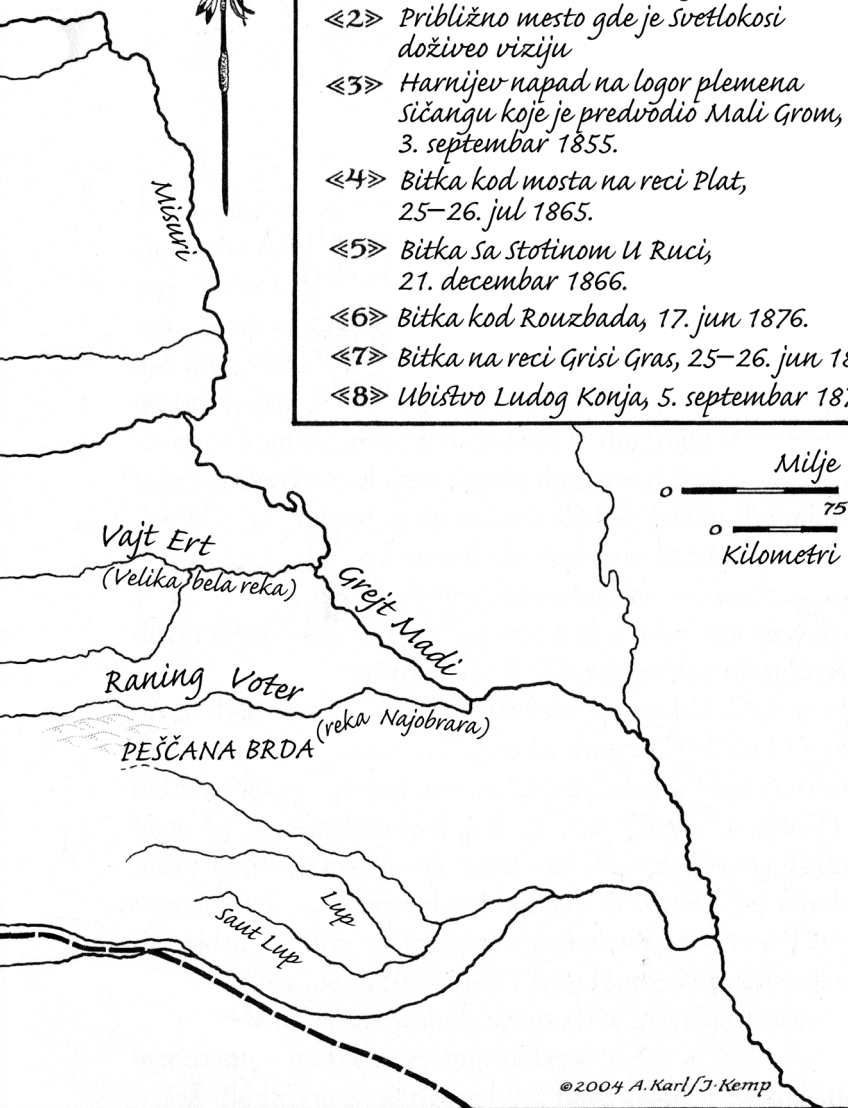 «2» Približno mesto gde je Svetlokosi
doživeo viziju
«3» Harnijev napad na logor plemena
Sičangu koje je predvodio Mali Grom,
3. septembar 1855.
«4» Bitka kod mosta na reci Plat,
25–26. jul 1865.
«5» Bitka Sa Stotinom U Ruci,
21. decembar 1866.
«6» Bitka kod Rouzbada, 17. jun 1876.
«7» Bitka na reci Grisi Gras, 25–26. jun 18
«8» Ubistvo Ludog Konja, 5. septembar 187
Misuri
Milje
0
75
0
Kilometri
Vajt Ert
(Velika bela reka)
Grejt Madi
Raning Voter
(reka Najobrara)
PEŠČANA BRDA
Lup
Saut Lup
©2004 A.Karl/J.Kemp